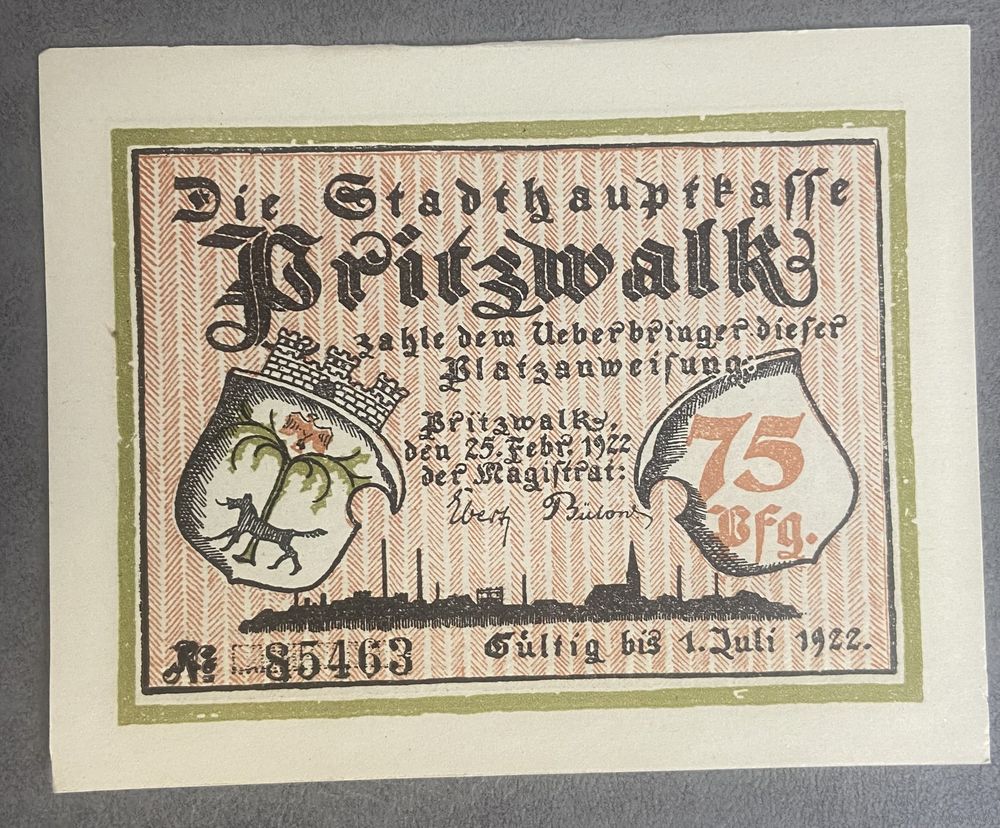 Die Stadthauptkasse
Pritzwalk
zahle dem Ueberbringer dieser
Platzanweisung:
Pritzwalk,
den 25. Febr. 1922
der Magistrat:
75
Pfg.
No 85463
Gültig bis 1. Juli 1922.